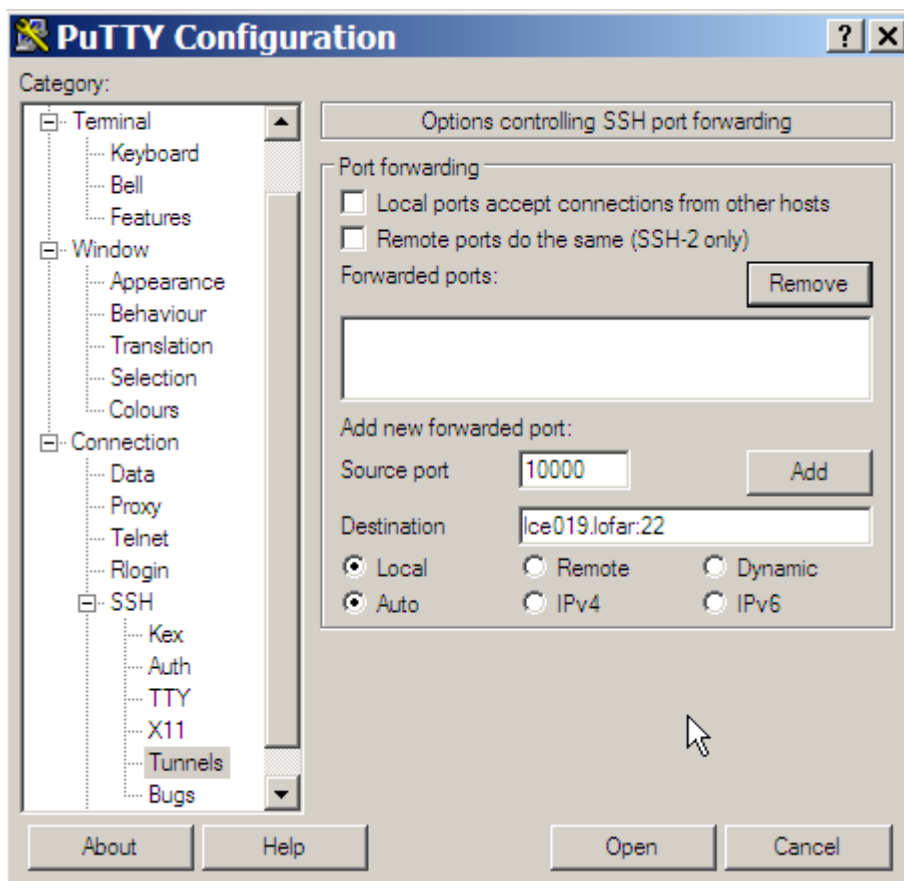 PuTTY Configuration
?
Category:
Terminal
Keyboard
Bell
Features
Window
Appearance
Behaviour
Translation
Selection
Colours
Connection
Data
Proxy
Telnet
Rlogin
SSH
Kex
Auth
TTY
X11
Tunnels
Bugs
Options controlling SSH port forwarding
Port forwarding
Local ports accept connections from other hosts
Remote ports do the same (SSH-2 only)
Forwarded ports:
Remove
Add new forwarded port:
Source port 10000 Add
Destination lce019.lofar:22
Local Remote Dynamic
Auto IPv4 IPv6
About Help Open Cancel